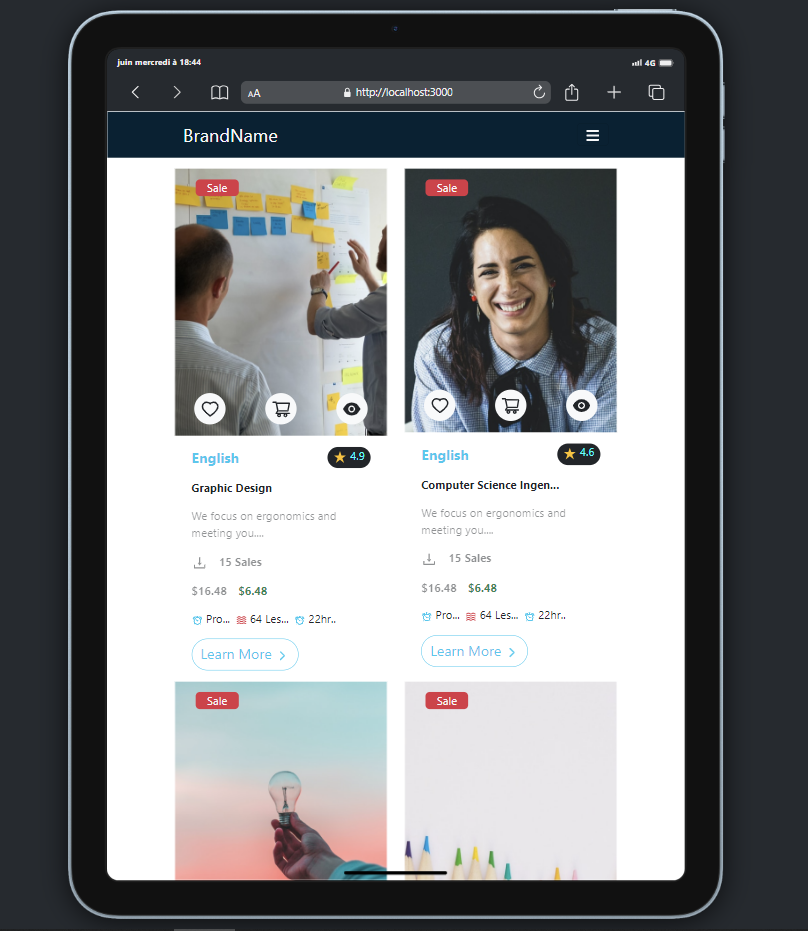 juin mercredi à 18:44
4G
AA
http://localhost:3000
BrandName
Sale
Sale
English
4.9
Graphic Design
We focus on ergonomics and
meeting you....
15 Sales
$16.48 $6.48
Pro... 64 Les... 22hr..
Learn More
English
4.6
Computer Science Ingen...
We focus on ergonomics and
meeting you....
15 Sales
$16.48 $6.48
Pro... 64 Les... 22hr..
Learn More
Sale
Sale